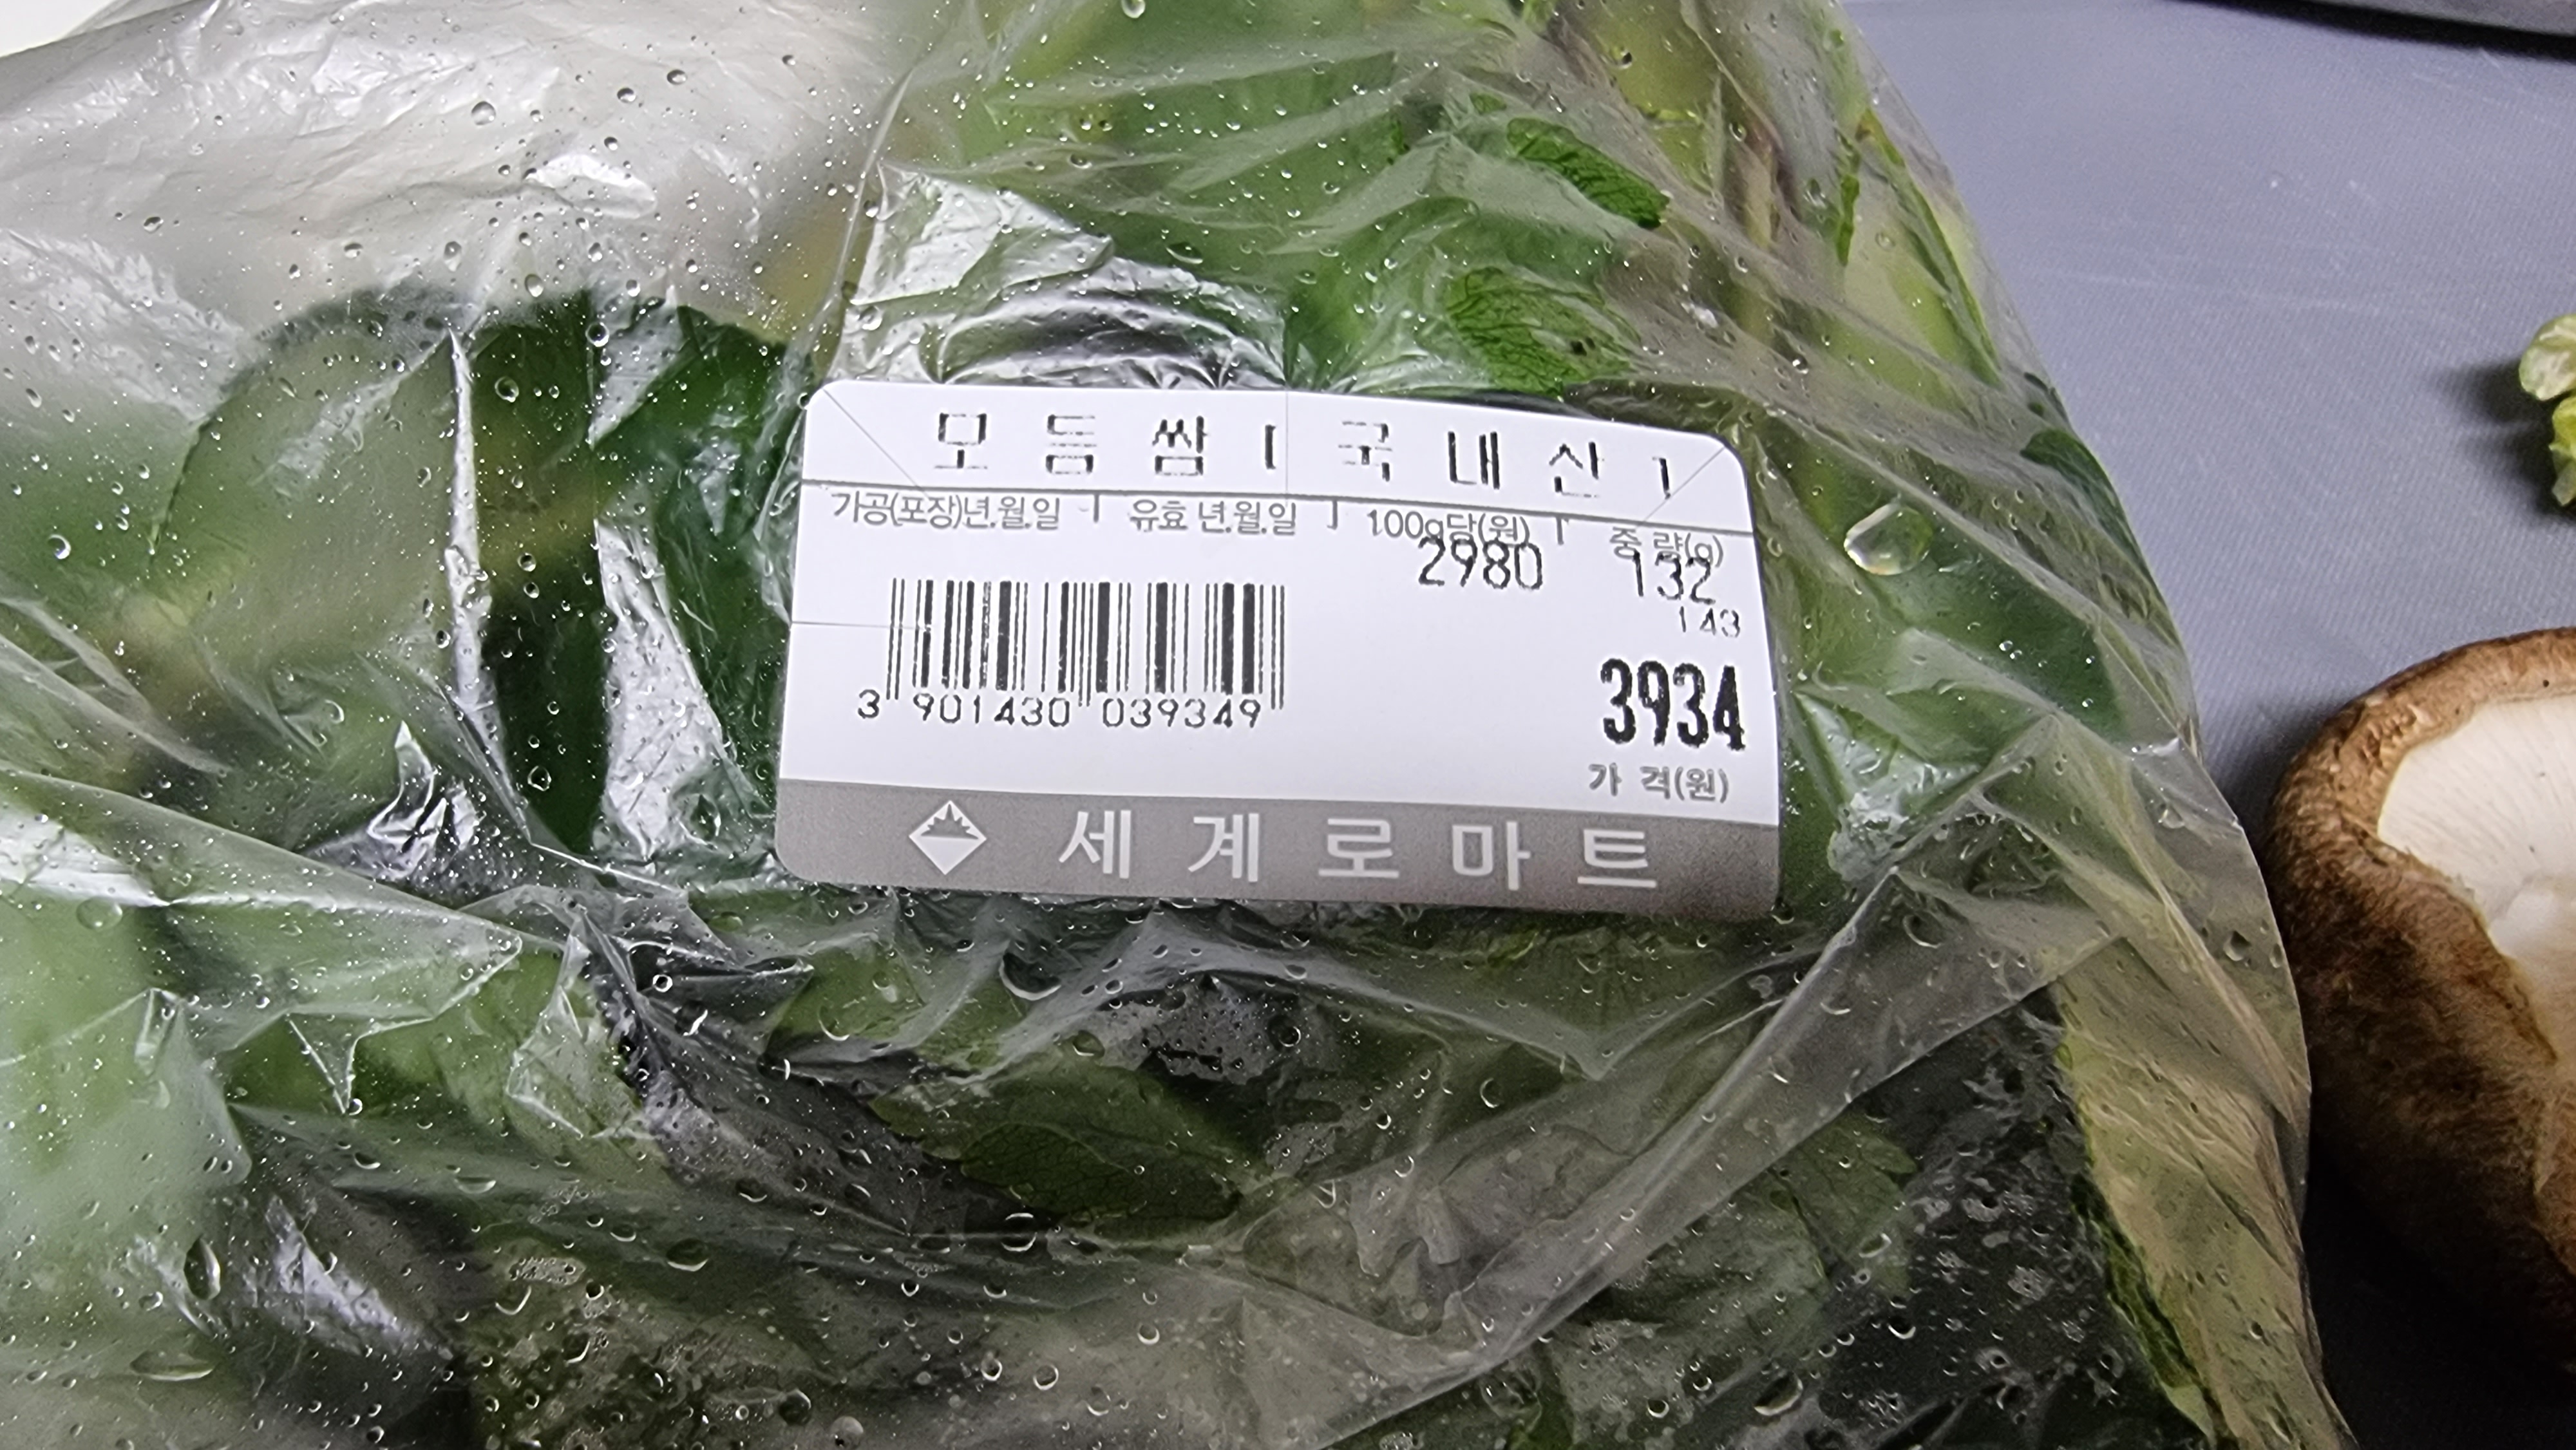 모듬쌈[국내산]
가공(포장)년.월.일 유효 년.월.일 100g당(원) 중 량(g)
2980 132
143
3 901430 039349
3934
가 격(원)
세계로마트